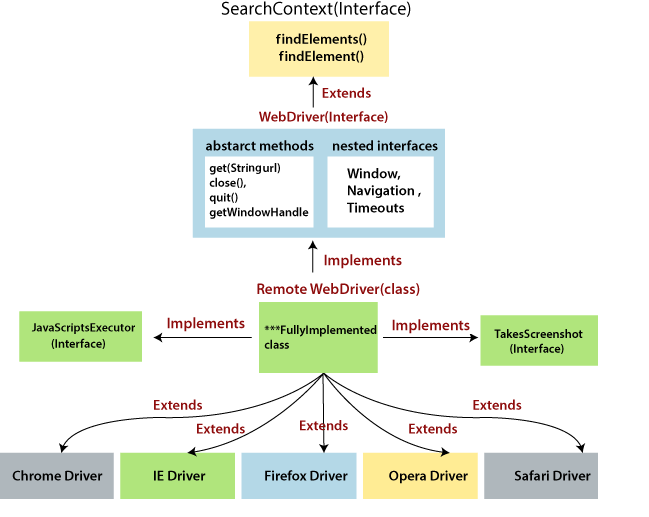 SearchContext(Interface)
findElements()
findElement()
Extends
WebDriver(Interface)
abstarct methods
nested interfaces
get(Stringurl)
close(),
quit()
getWindowHandle
Window,
Navigation ,
Timeouts
Implements
Remote WebDriver(class)
JavaScriptsExecutor
(Interface)
Implements
***FullyImplemented
class
Implements
TakesScreenshot
(Interface)
Extends
Extends
Extends
Extends
Extends
Chrome Driver
IE Driver
Firefox Driver
Opera Driver
Safari Driver